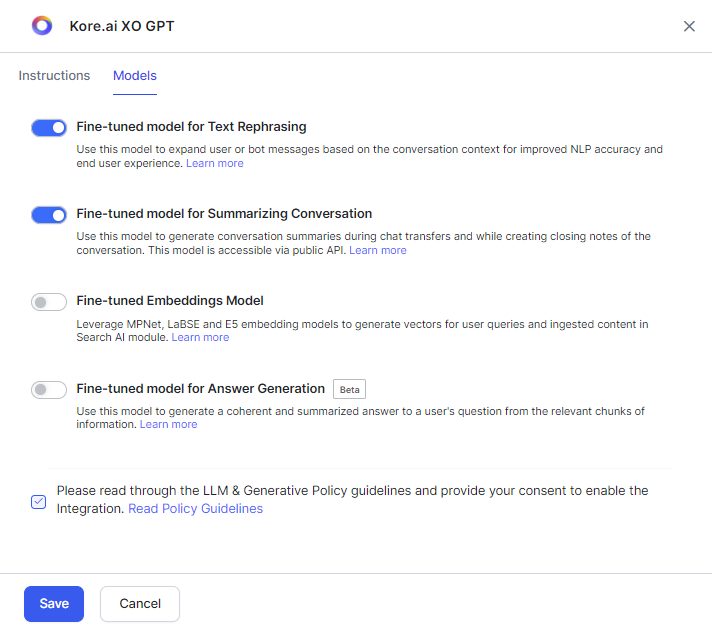 Kore.ai XO GPT
Instructions
Models
Fine-tuned model for Text Rephrasing
Use this model to expand user or bot messages based on the conversation context for improved NLP accuracy and
end user experience. Learn more
Fine-tuned model for Summarizing Conversation
Use this model to generate conversation summaries during chat transfers and while creating closing notes of the
conversation. This model is accessible via public API. Learn more
Fine-tuned Embeddings Model
Leverage MPNet, LaBSE and E5 embedding models to generate vectors for user queries and ingested content in
Search AI module. Learn more
Fine-tuned model for Answer Generation Beta
Use this model to generate a coherent and summarized answer to a user's question from the relevant chunks of
information. Learn more
Please read through the LLM & Generative Policy guidelines and provide your consent to enable the
Integration. Read Policy Guidelines
Save
Cancel